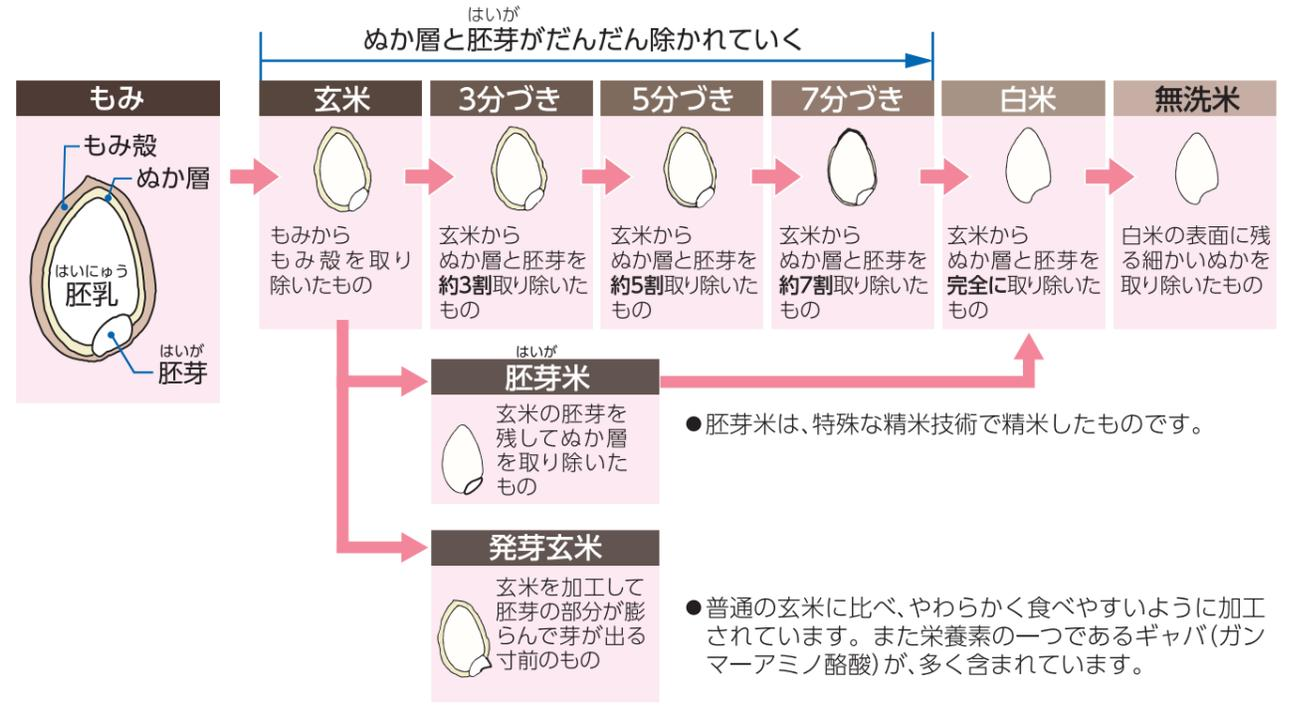 はいが
ぬか層と胚芽がだんだん除かれていく
もみ
もみ殻
ぬか層
はいにゅう
胚乳
はいが
胚芽
玄米
もみから
もみ殻を取り
除いたもの
3分づき
玄米から
ぬか層と胚芽を
約3割取り除いた
もの
5分づき
玄米から
ぬか層と胚芽を
約5割取り除いた
もの
7分づき
玄米から
ぬか層と胚芽を
約7割取り除いた
もの
白米
玄米から
ぬか層と胚芽を
完全に取り除いた
もの
無洗米
白米の表面に残
る細かいぬかを
取り除いたもの
はいが
胚芽米
玄米の胚芽を
残してぬか層
を取り除いた
もの
●胚芽米は、特殊な精米技術で精米したものです。
発芽玄米
玄米を加工して
胚芽の部分が膨
らんで芽が出る
寸前のもの
●普通の玄米に比べ、やわらかく食べやすいように加工
されています。また栄養素の一つであるギャバ(ガン
マーアミノ酪酸)が、多く含まれています。